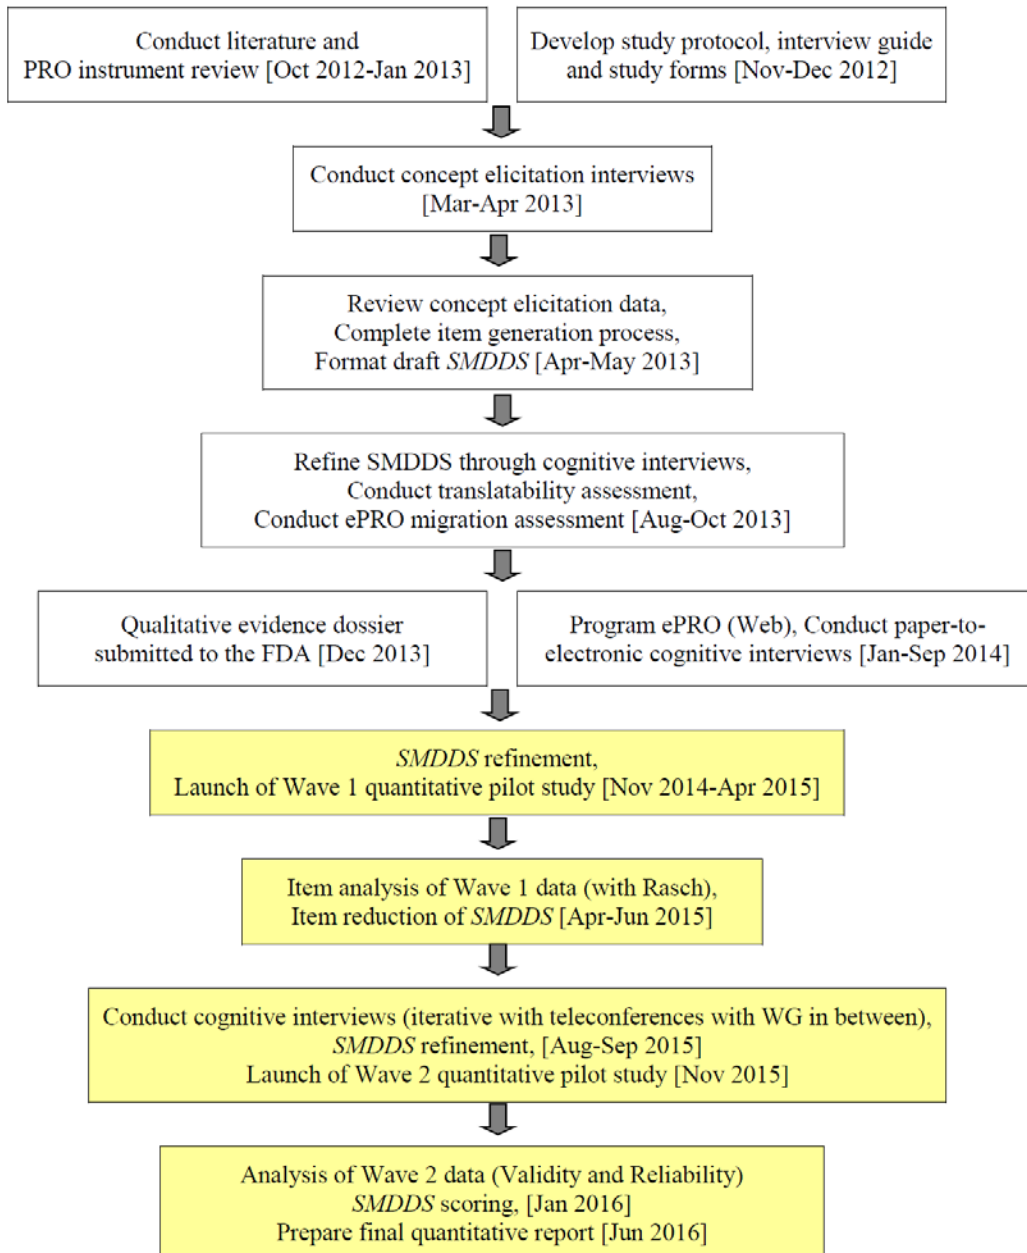 Conduct literature and
PRO instrument review [Oct 2012-Jan 2013]
Develop study protocol, interview guide
and study forms [Nov-Dec 2012]
Conduct concept elicitation interviews
[Mar-Apr 2013]
Review concept elicitation data,
Complete item generation process,
Format draft SMDDS [Apr-May 2013]
Refine SMDDS through cognitive interviews,
Conduct translatability assessment,
Conduct ePRO migration assessment [Aug-Oct 2013]
Qualitative evidence dossier
submitted to the FDA [Dec 2013]
Program ePRO (Web), Conduct paper-to-
electronic cognitive interviews [Jan-Sep 2014]
SMDDS refinement,
Launch of Wave 1 quantitative pilot study [Nov 2014-Apr 2015]
Item analysis of Wave 1 data (with Rasch),
Item reduction of SMDDS [Apr-Jun 2015]
Conduct cognitive interviews (iterative with teleconferences with WG in between),
SMDDS refinement, [Aug-Sep 2015]
Launch of Wave 2 quantitative pilot study [Nov 2015]
Analysis of Wave 2 data (Validity and Reliability)
SMDDS scoring, [Jan 2016]
Prepare final quantitative report [Jun 2016]